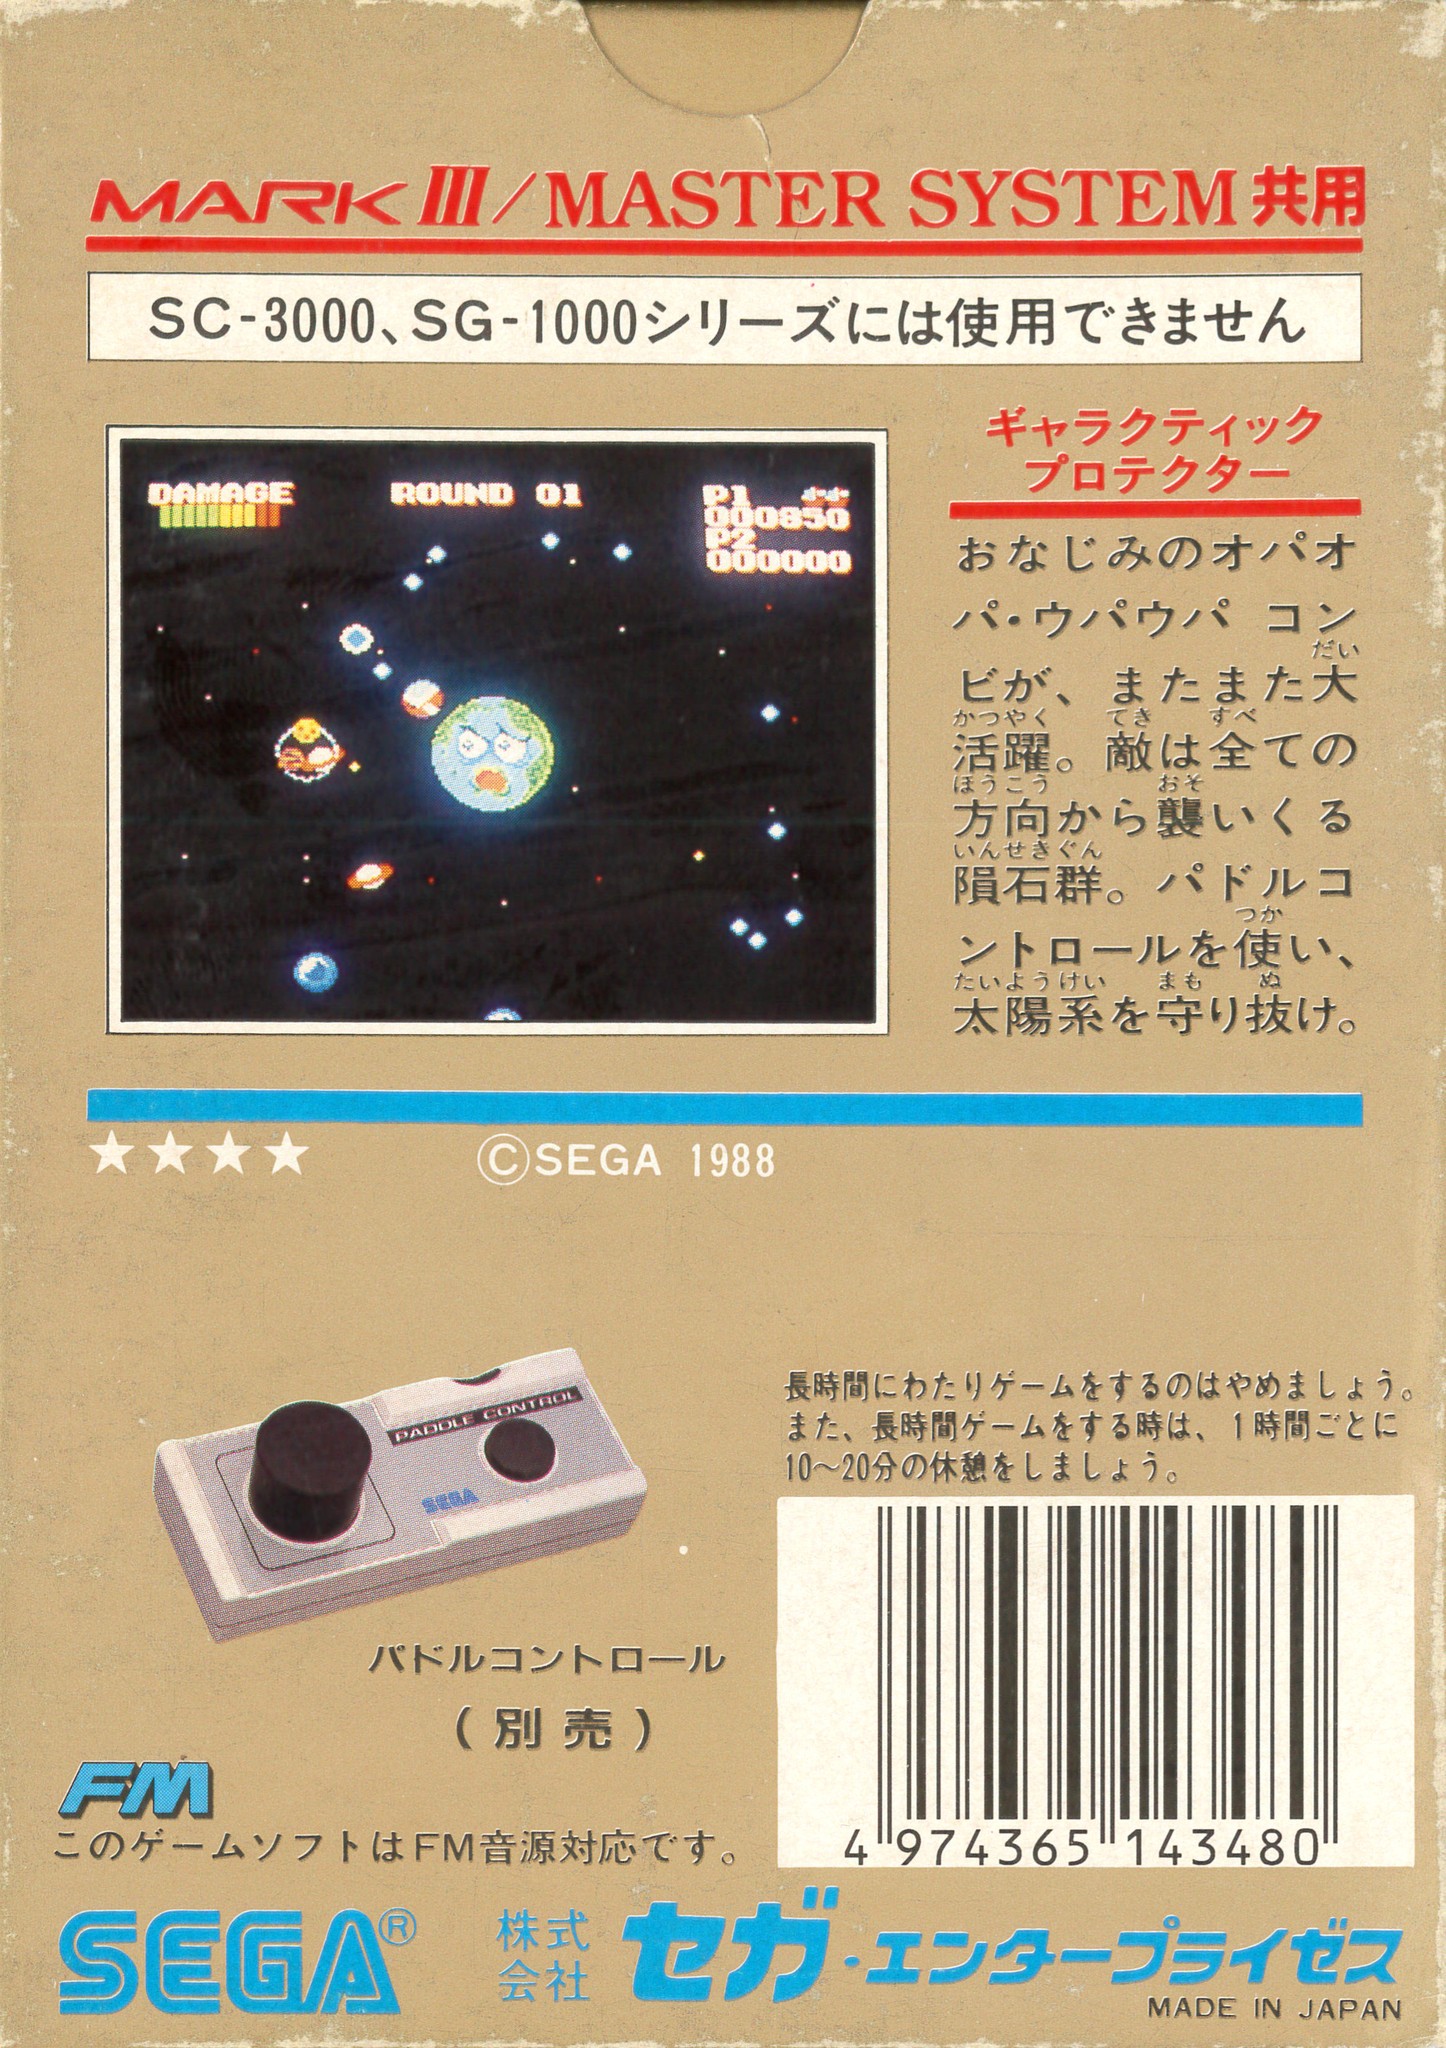 MARK III/MASTER SYSTEM 共用
SC-3000、SG-1000シリーズには使用できません
DAMAGE
ROUND 01
P1
000850
P2
000000
ギャラクティック
プロテクター
おなじみのオパオ
パ・ウパウパ コン
だい
ビが、またまた大
かつやく てき すべ
活躍。敵は全ての
ほうこう おそ
方向から襲いくる
いんせきぐん
隕石群。パドルコ
つか
ントロールを使い、
たいようけい まも ぬ
太陽系を守り抜け。
★★★★
©SEGA 1988
PADDLE CONTROL
SEGA
パドルコントロール
(別売)
長時間にわたりゲームをするのはやめましょう。
また、長時間ゲームをする時は、1時間ごとに
10〜20分の休憩をしましょう。
4 974365 143480
FM
このゲームソフトはFM音源対応です。
SEGA®
株式会社 セガ・エンタープライゼス
MADE IN JAPAN